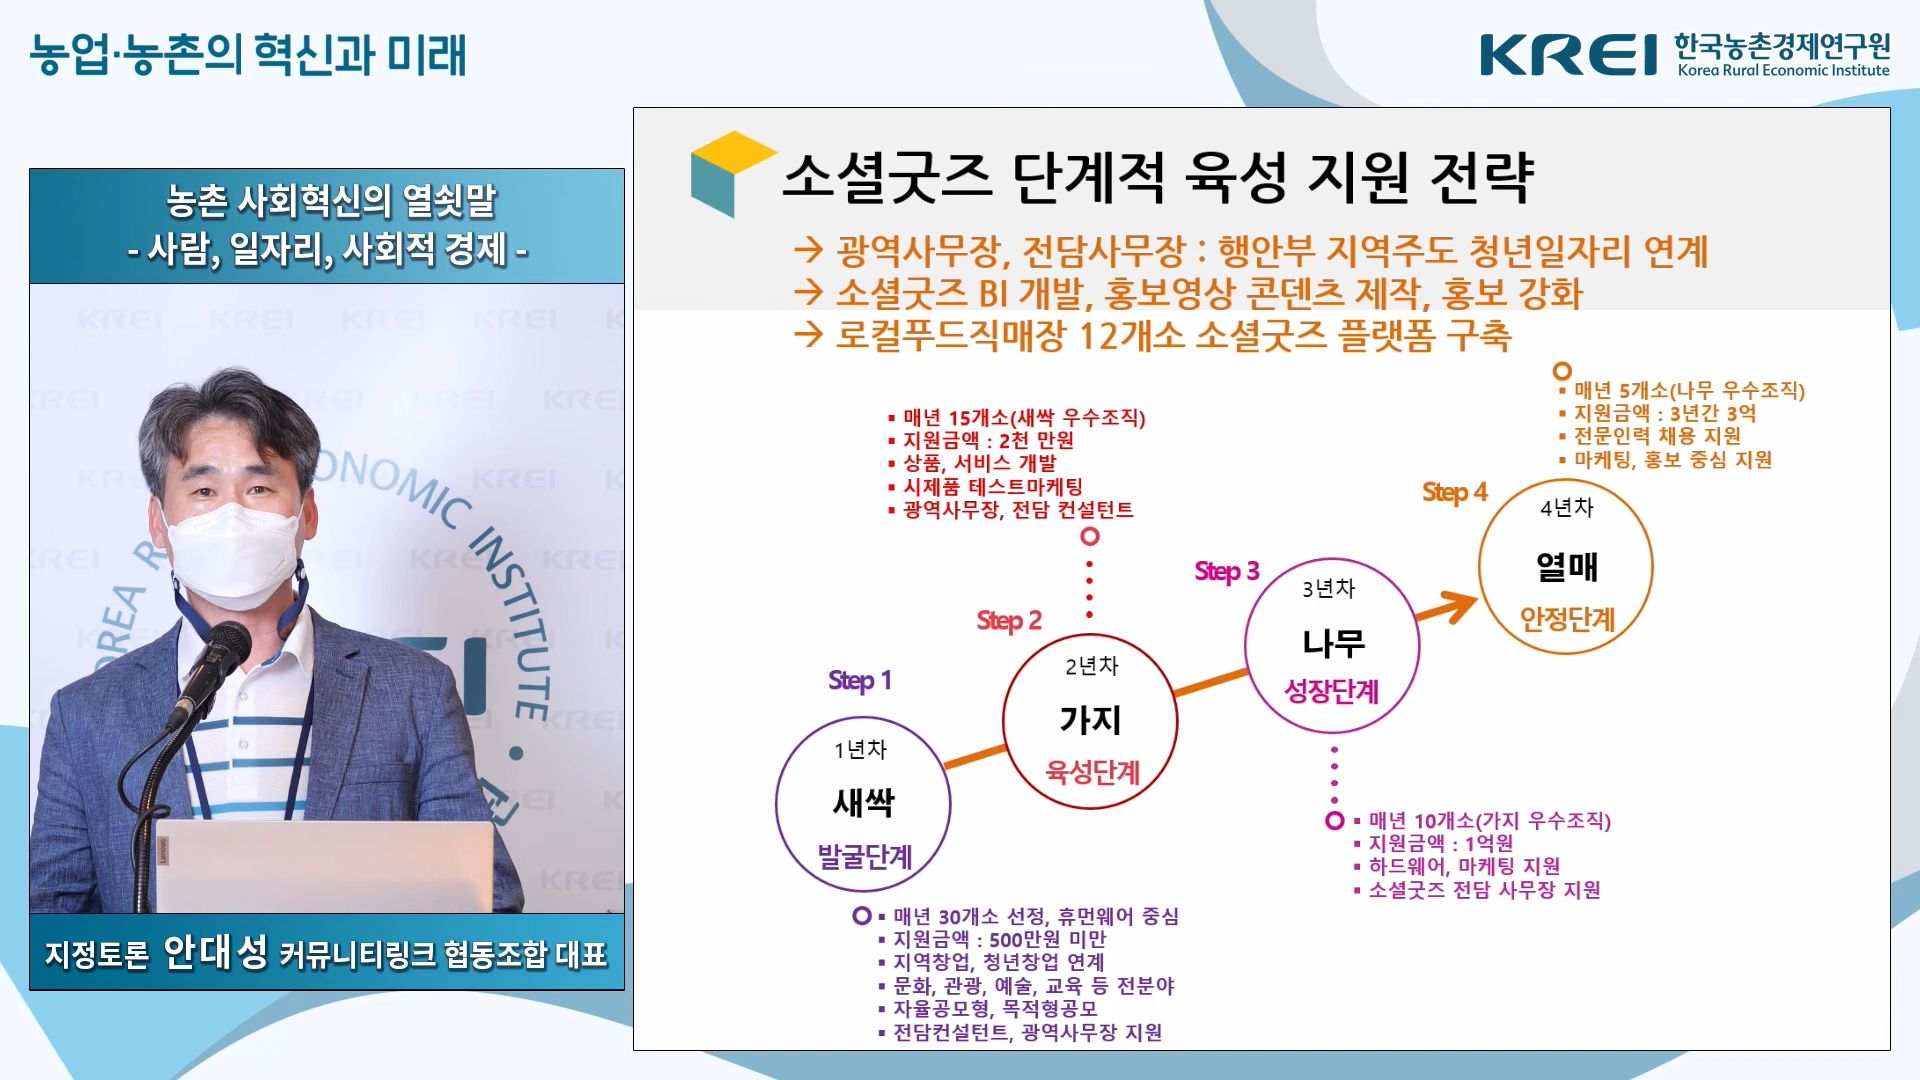 농업·농촌의 혁신과 미래
KREI 한국농촌경제연구원
Korea Rural Economic Institute
농촌 사회혁신의 열쇳말
- 사람, 일자리, 사회적 경제 -
KREI KREI KREI KREI
ONOMIC INSTITUTE
KOREA R
Lenovo
지정토론 안대성 커뮤니티링크 협동조합 대표
소셜굿즈 단계적 육성 지원 전략
→ 광역사무장, 전담사무장 : 행안부 지역주도 청년일자리 연계
→ 소셜굿즈 BI 개발, 홍보영상 콘덴츠 제작, 홍보 강화
→ 로컬푸드직매장 12개소 소셜굿즈 플랫폼 구축
Step 1
1년차
새싹
발굴단계
▪ 매년 30개소 선정, 휴먼웨어 중심
▪ 지원금액 : 500만원 미만
▪ 지역창업, 청년창업 연계
▪ 문화, 관광, 예술, 교육 등 전분야
▪ 자율공모형, 목적형공모
▪ 전담컨설턴트, 광역사무장 지원
▪ 매년 15개소(새싹 우수조직)
▪ 지원금액 : 2천 만원
▪ 상품, 서비스 개발
▪ 시제품 테스트마케팅
▪ 광역사무장, 전담 컨설턴트
Step 2
2년차
가지
육성단계
Step 3
3년차
나무
성장단계
▪ 매년 10개소(가지 우수조직)
▪ 지원금액 : 1억원
▪ 하드웨어, 마케팅 지원
▪ 소셜굿즈 전담 사무장 지원
▪ 매년 5개소(나무 우수조직)
▪ 지원금액 : 3년간 3억
▪ 전문인력 채용 지원
▪ 마케팅, 홍보 중심 지원
Step 4
4년차
열매
안정단계